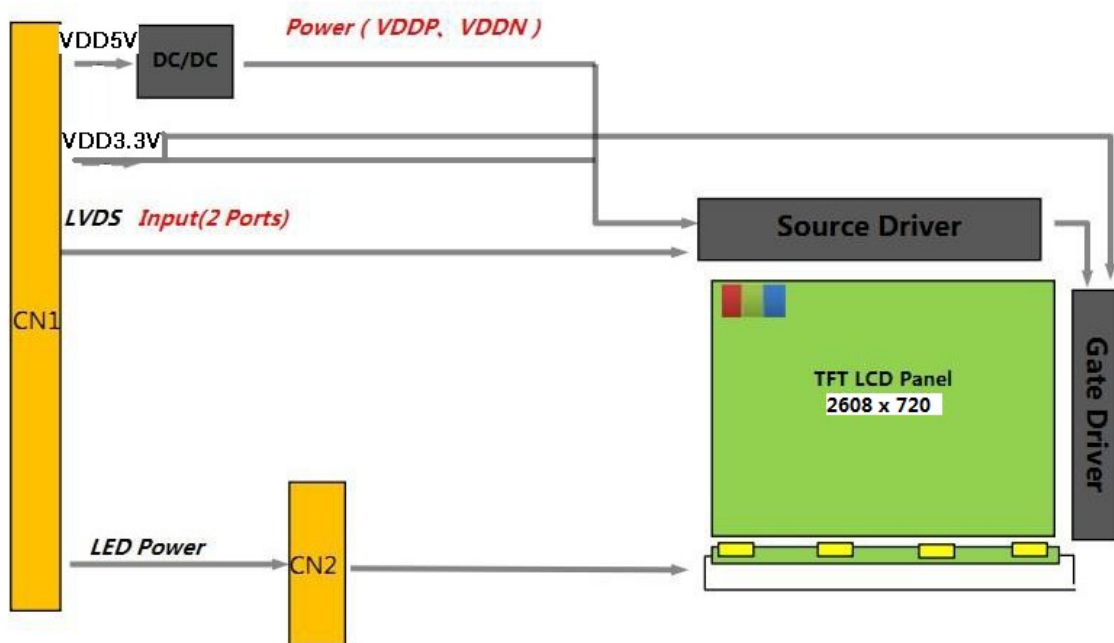 Power ( VDDP、VDDN )
VDD5V
DC/DC
VDD3.3V
LVDS Input(2 Ports)
Source Driver
CN1
Gate Driver
TFT LCD Panel
2608 x 720
LED Power
CN2